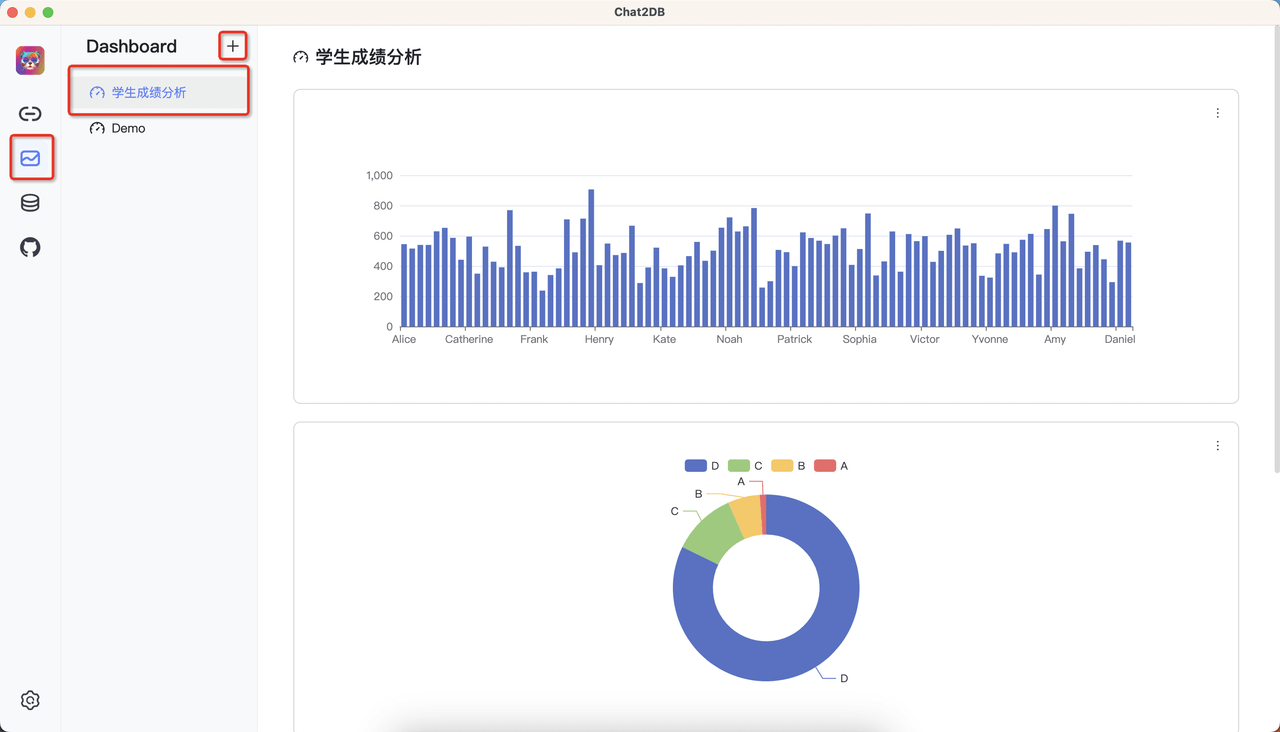 Chat2DB
Dashboard
学生成绩分析
Demo
学生成绩分析
1,000
800
600
400
200
0
Alice Catherine Frank Henry Kate Noah Patrick Sophia Victor Yvonne Amy Daniel
D C B A
A
B
C
D